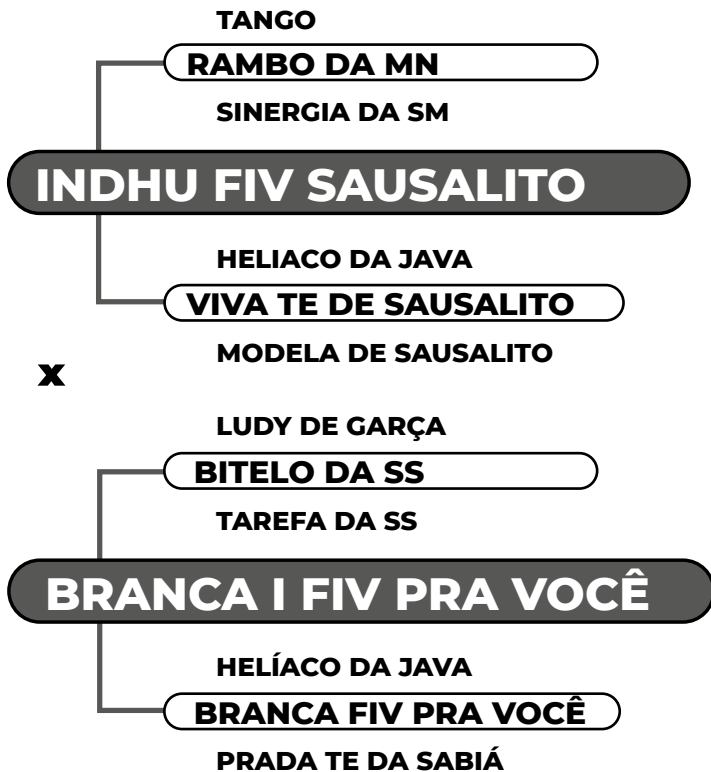 TANGO
RAMBO DA MN
SINERGIA DA SM
INDHU FIV SAUSALITO
HELIACO DA JAVA
VIVA TE DE SAUSALITO
MODELA DE SAUSALITO
X
LUDY DE GARÇA
BITELO DA SS
TAREFA DA SS
BRANCA I FIV PRA VOCÊ
HELÍACO DA JAVA
BRANCA FIV PRA VOCÊ
PRADA TE DA SABIÁ